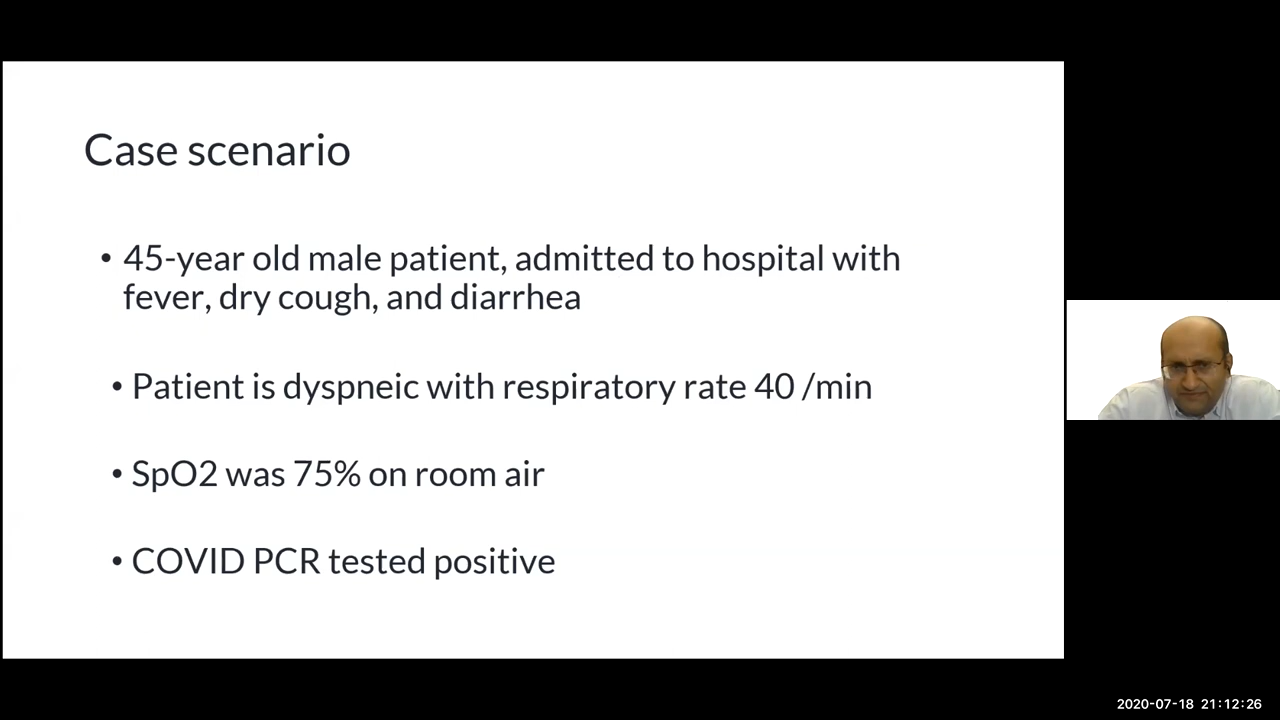 Case scenario
• 45-year old male patient, admitted to hospital with
fever, dry cough, and diarrhea
• Patient is dyspneic with respiratory rate 40 /min
• SpO2 was 75% on room air
• COVID PCR tested positive
2020-07-18 21:12:26